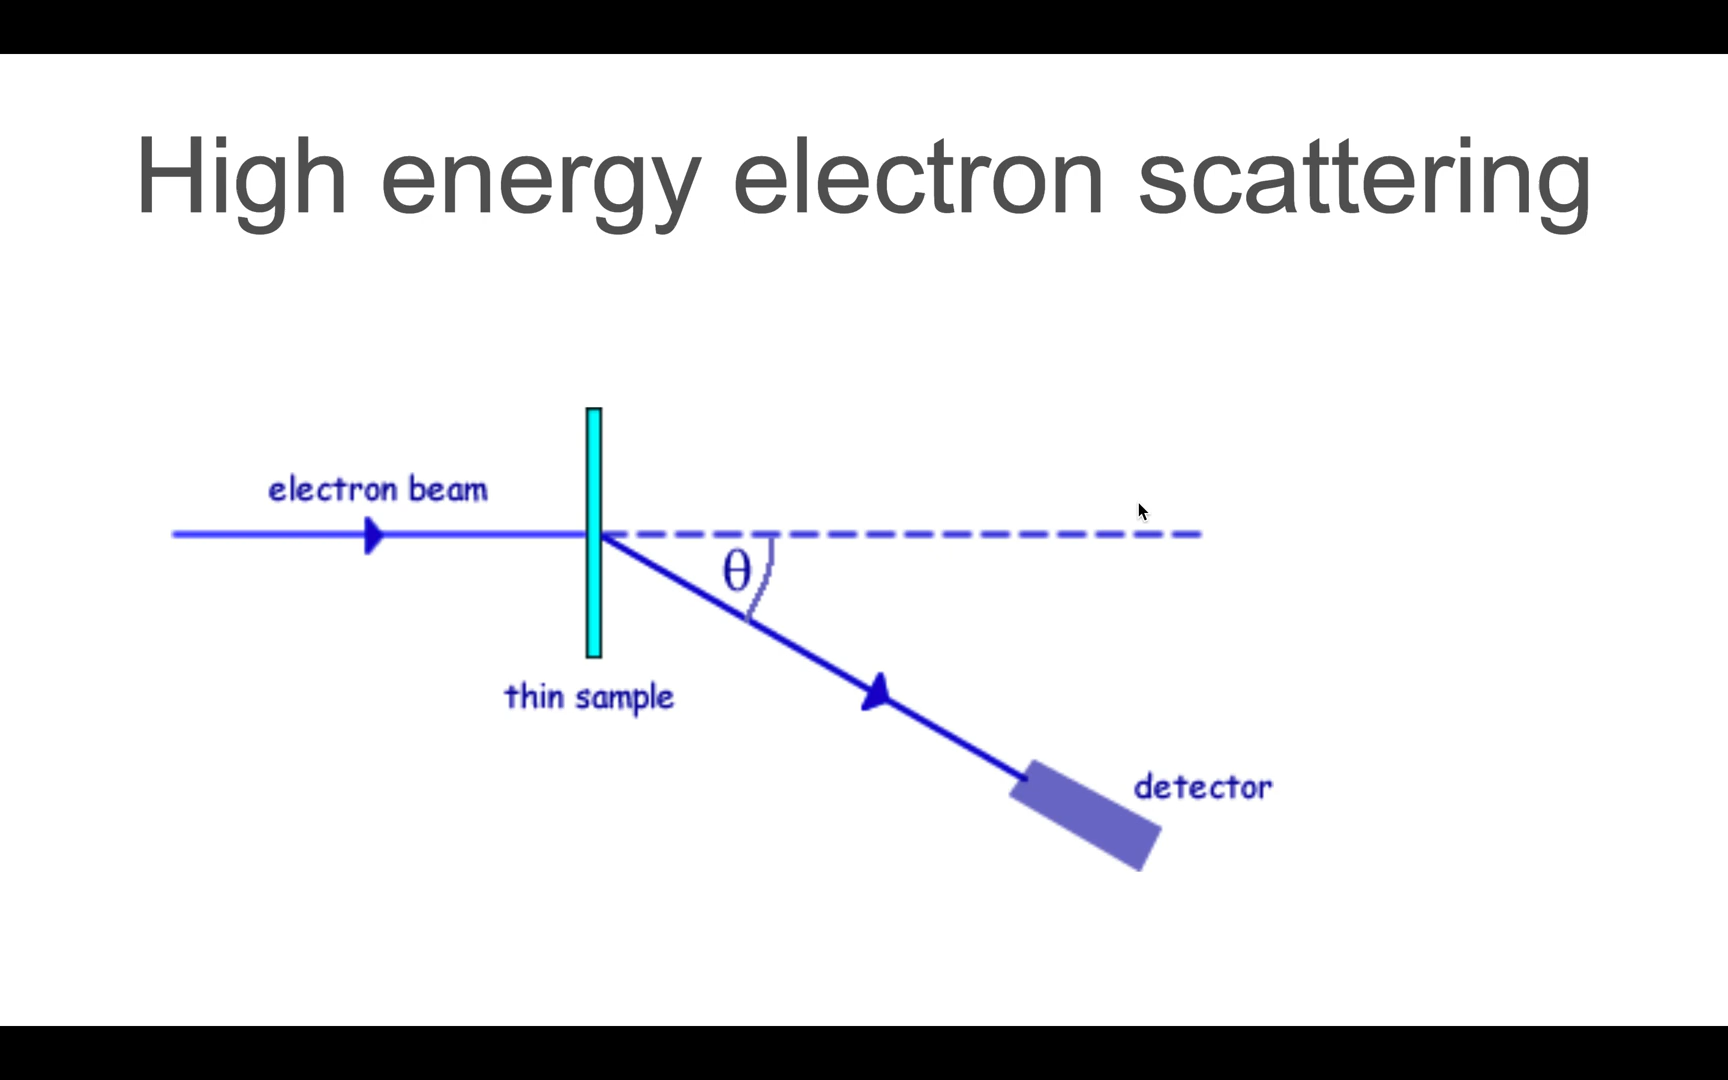 High energy electron scattering
electron beam
θ
thin sample
detector